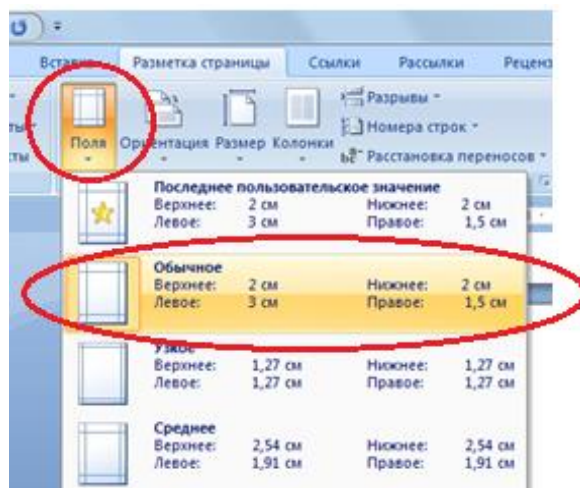 Вставка Разметка страницы Ссылки Рассылки
Поля Ориентация Размер Колонки
Разрывы
Номера строк
Расстановка переносов
Последнее пользовательское значение
Верхнее: 2 см Нижнее: 2 см
Левое: 3 см Правое: 1,5 см
Обычное
Верхнее: 2 см Нижнее: 2 см
Левое: 3 см Правое: 1,5 см
Узкое
Верхнее: 1,27 см Нижнее: 1,27 см
Левое: 1,27 см Правое: 1,27 см
Среднее
Верхнее: 2,54 см Нижнее: 2,54 см
Левое: 1,91 см Правое: 1,91 см